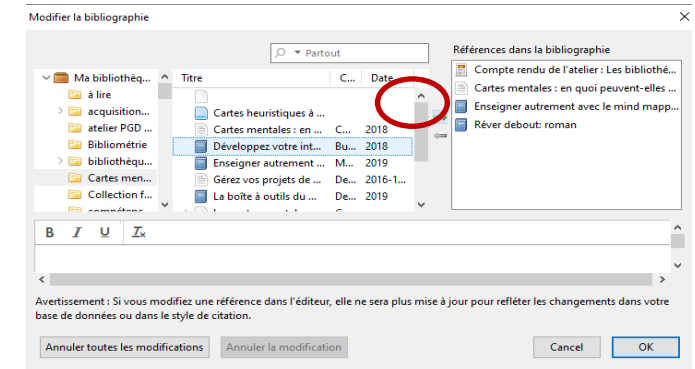 Modifier la bibliographie
Partout
Références dans la bibliographie
Ma bibliothèq...
à lire
acquisition...
atelier PGD ...
Bibliométrie
bibliothèqu...
Cartes men...
Collection f...
Titre C... Date
Cartes heuristiques à ...
Cartes mentales : en ... C... 2018
Développez votre int... Bu... 2018
Enseigner autrement ... M... 2019
Gérez vos projets de ... De... 2016-1...
La boîte à outils du ... De... 2019
Compte rendu de l'atelier : Les bibliothé...
Cartes mentales : en quoi peuvent-elles ...
Enseigner autrement avec le mind mapp...
Rêver debout: roman
B I U Tx
Avertissement : Si vous modifiez une référence dans l'éditeur, elle ne sera plus mise à jour pour refléter les changements dans votre
base de données ou dans le style de citation.
Annuler toutes les modifications Annuler la modification Cancel OK